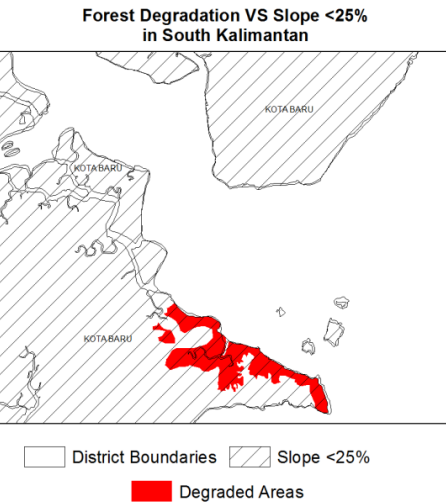 Forest Degradation VS Slope <25%
in South Kalimantan
KOTA BARU
KOTA BARU
KOTA BARU
District Boundaries
Slope <25%
Degraded Areas